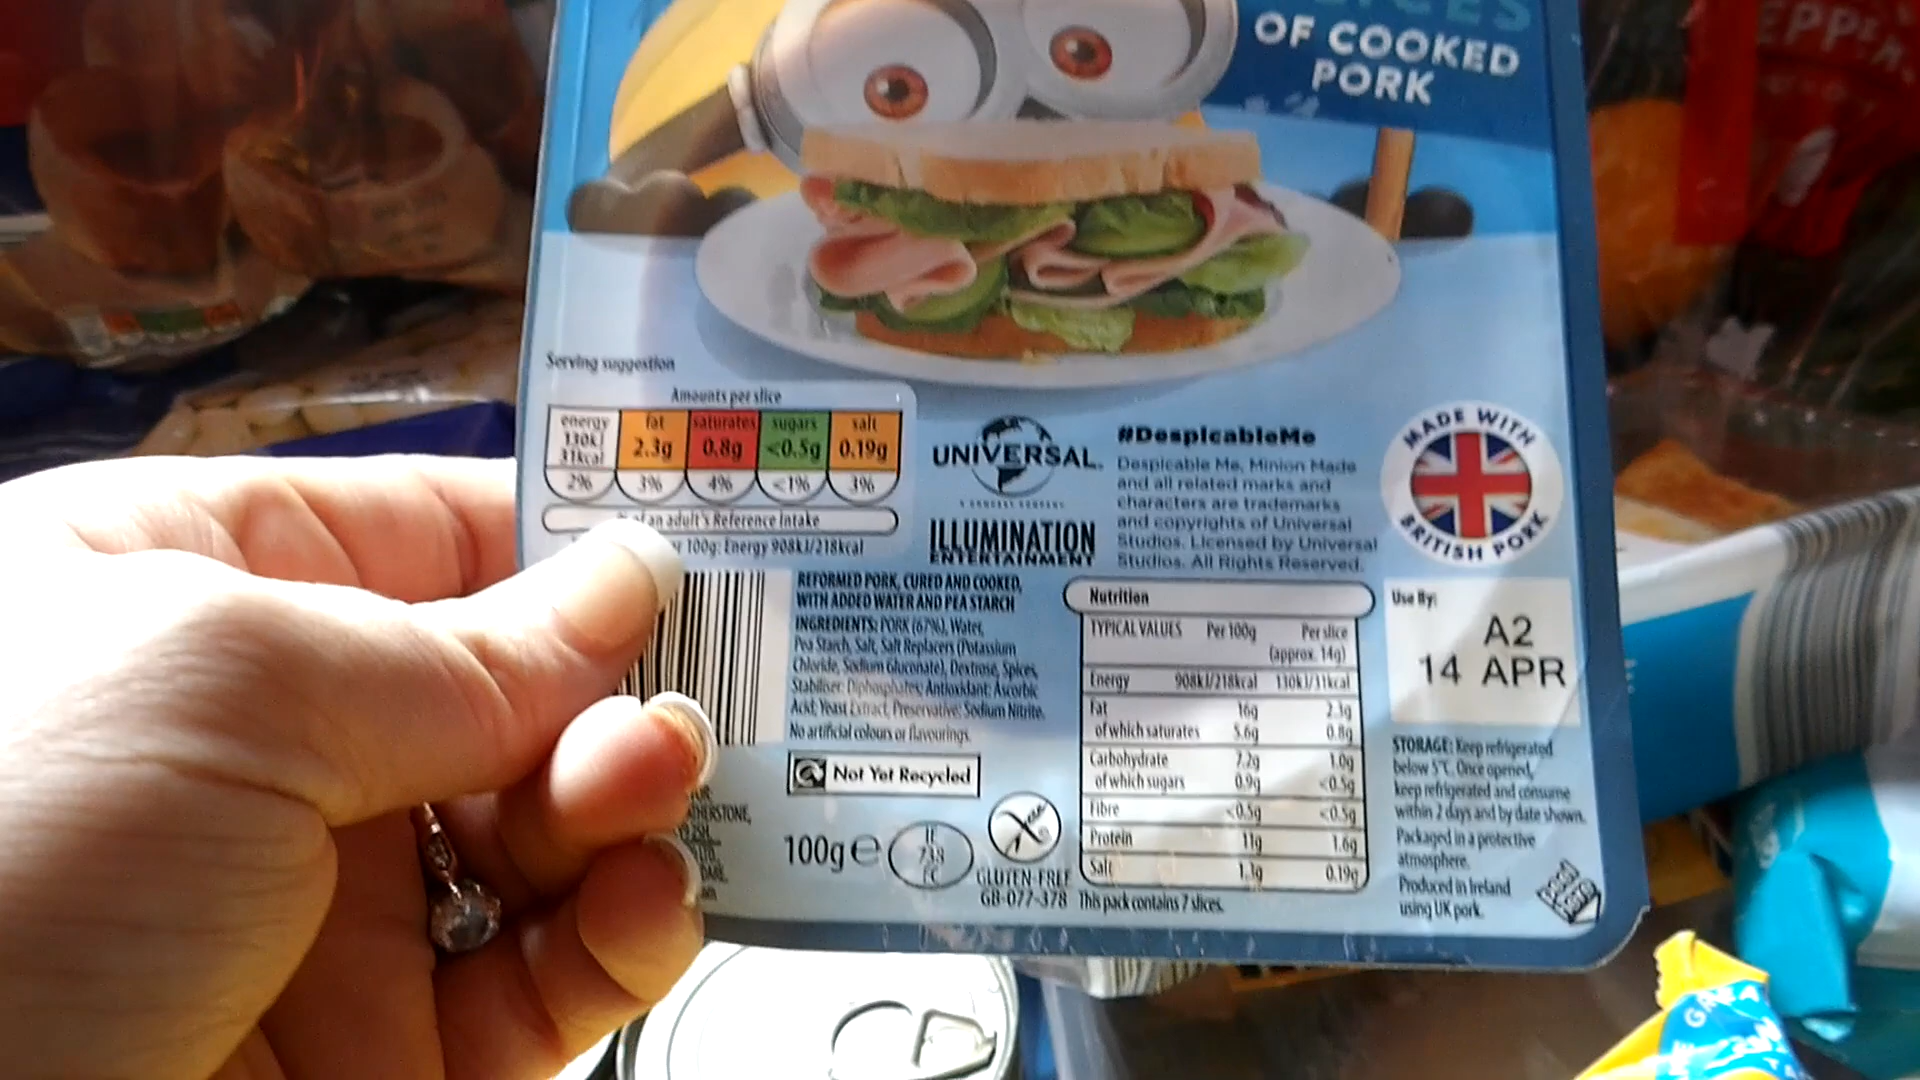 OF COOKED
PORK
Serving suggestion
Amounts per slice
energy fat saturates sugars salt
130kJ
31kcal 2.3g 0.8g <0.5g 0.19g
2% 3% 4% <1% 3%
of an adult's Reference Intake
100g: Energy 908kJ/218kcal
UNIVERSAL
ILLUMINATION
ENTERTAINMENT
#DespicableMe
Despicable Me, Minion Made
and all related marks and
characters are trademarks
and copyrights of Universal
Studios. Licensed by Universal
Studios. All Rights Reserved.
MADE WITH
BRITISH PORK
REFORMED PORK, CURED AND COOKED,
WITH ADDED WATER AND PEA STARCH
INGREDIENTS: PORK (67%), Water,
Pea Starch, Salt, Salt Replacers (Potassium
Chloride, Sodium Gluconate), Dextrose, Spices,
Stabiliser: Diphosphates; Antioxidant: Ascorbic
Acid; Yeast Extract, Preservative: Sodium Nitrite.
No artificial colours or flavourings.
Not Yet Recycled
100g e
IE
738
EC
GLUTEN-FREE
GB-077-378
Nutrition
TYPICAL VALUES Per 100g Per slice
(approx. 14g)
Energy 908kJ/218kcal 130kJ/31kcal
Fat 16g 2.3g
of which saturates 5.6g 0.8g
Carbohydrate 7.2g 1.0g
of which sugars 0.9g <0.5g
Fibre <0.5g <0.5g
Protein 11g 1.6g
Salt 1.3g 0.19g
This pack contains 7 slices.
Use By:
A2
14 APR
STORAGE: Keep refrigerated
below 5°C. Once opened,
keep refrigerated and consume
within 2 days and by date shown.
Packaged in a protective
atmosphere.
Produced in Ireland
using UK pork.